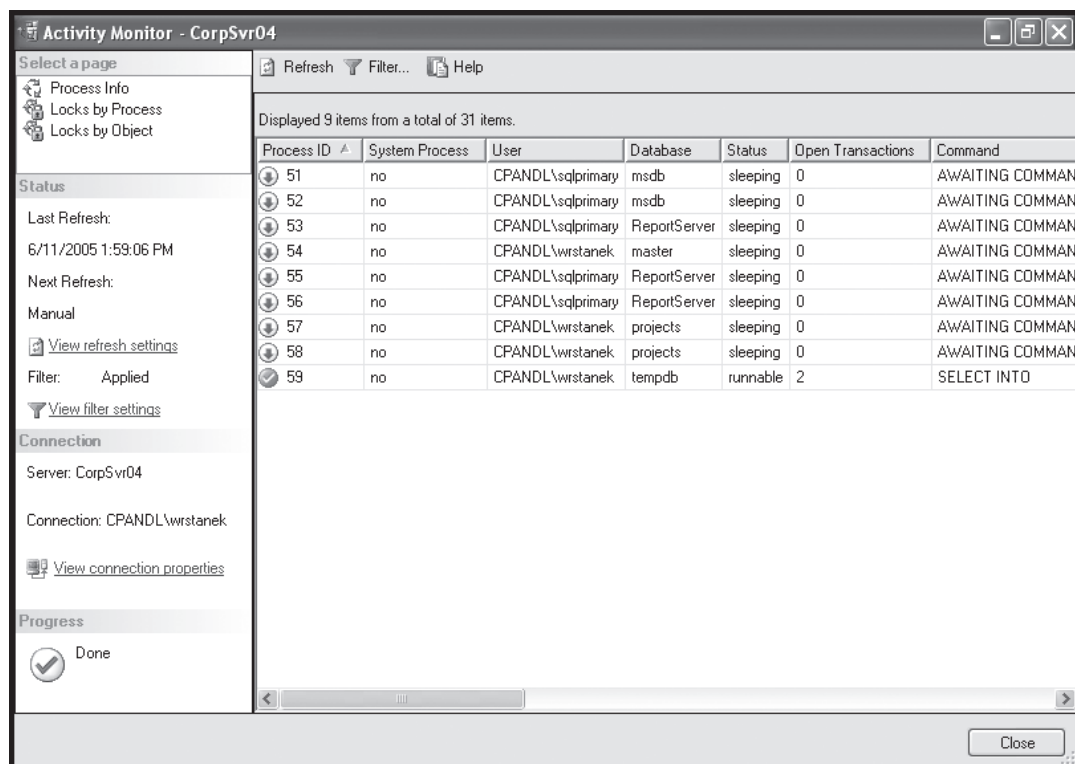 Activity Monitor - CorpSvr04
Select a page
Process Info
Locks by Process
Locks by Object
Status
Last Refresh:
6/11/2005 1:59:06 PM
Next Refresh:
Manual
View refresh settings
Filter: Applied
View filter settings
Connection
Server: CorpSvr04
Connection: CPANDL\wrstanek
View connection properties
Progress
Done
Refresh Filter... Help
Displayed 9 items from a total of 31 items.
Process ID System Process User Database Status Open Transactions Command
51 no CPANDL\sqlprimary msdb sleeping 0 AWAITING COMMAN
52 no CPANDL\sqlprimary msdb sleeping 0 AWAITING COMMAN
53 no CPANDL\sqlprimary ReportServer sleeping 0 AWAITING COMMAN
54 no CPANDL\wrstanek master sleeping 0 AWAITING COMMAN
55 no CPANDL\sqlprimary ReportServer sleeping 0 AWAITING COMMAN
56 no CPANDL\sqlprimary ReportServer sleeping 0 AWAITING COMMAN
57 no CPANDL\wrstanek projects sleeping 0 AWAITING COMMAN
58 no CPANDL\wrstanek projects sleeping 0 AWAITING COMMAN
59 no CPANDL\wrstanek tempdb runnable 2 SELECT INTO
Close